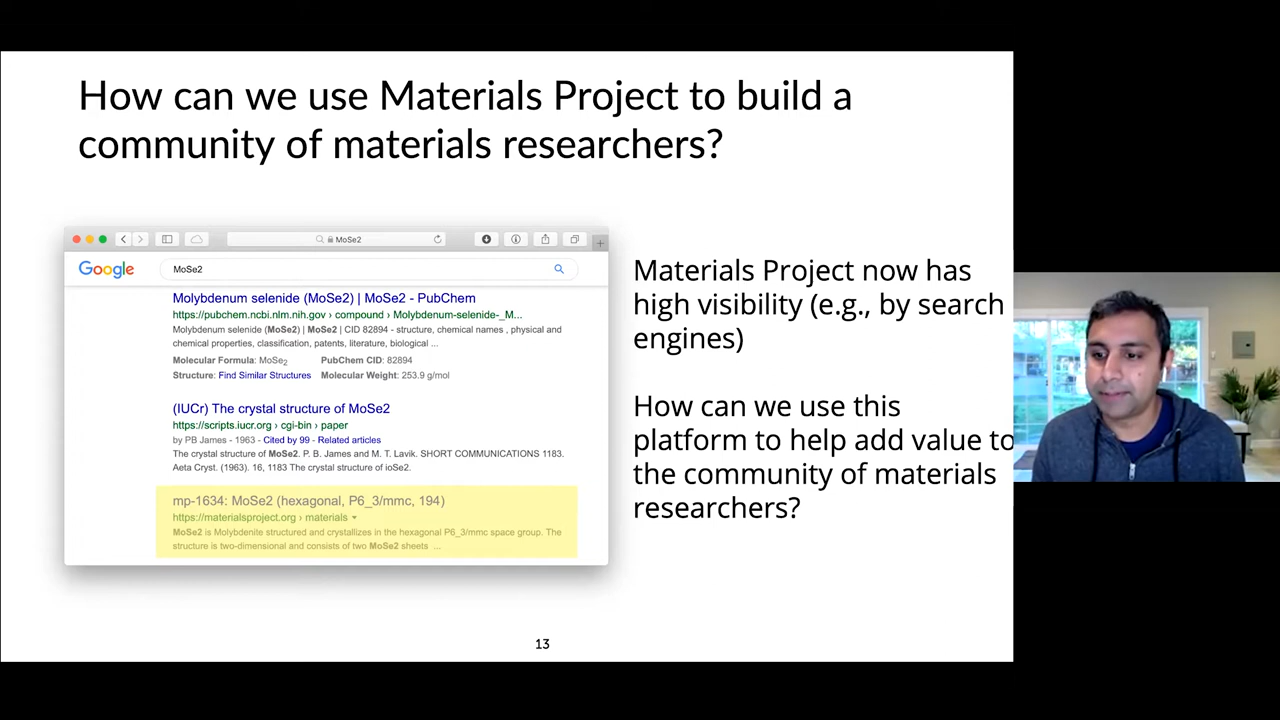 How can we use Materials Project to build a
community of materials researchers?
MoSe2
Google
MoSe2
Molybdenum selenide (MoSe2) | MoSe2 - PubChem
https://pubchem.ncbi.nlm.nih.gov › compound › Molybdenum-selenide-_M...
Molybdenum selenide (MoSe2) | MoSe2 | CID 82894 - structure, chemical names , physical and
chemical properties, classification, patents, literature, biological ...
Molecular Formula: MoSe2 PubChem CID: 82894
Structure: Find Similar Structures Molecular Weight: 253.9 g/mol
(IUCr) The crystal structure of MoSe2
https://scripts.iucr.org › cgi-bin › paper
by PB James - 1963 - Cited by 99 - Related articles
The crystal structure of MoSe2. P. B. James and M. T. Lavik. SHORT COMMUNICATIONS 1183.
Aeta Cryst. (1963). 16, 1183 The crystal structure of ioSe2.
mp-1634: MoSe2 (hexagonal, P6_3/mmc, 194)
https://materialsproject.org › materials
MoSe2 is Molybdenite structured and crystallizes in the hexagonal P6_3/mmc space group. The
structure is two-dimensional and consists of two MoSe2 sheets ...
Materials Project now has
high visibility (e.g., by search
engines)
How can we use this
platform to help add value to
the community of materials
researchers?
13